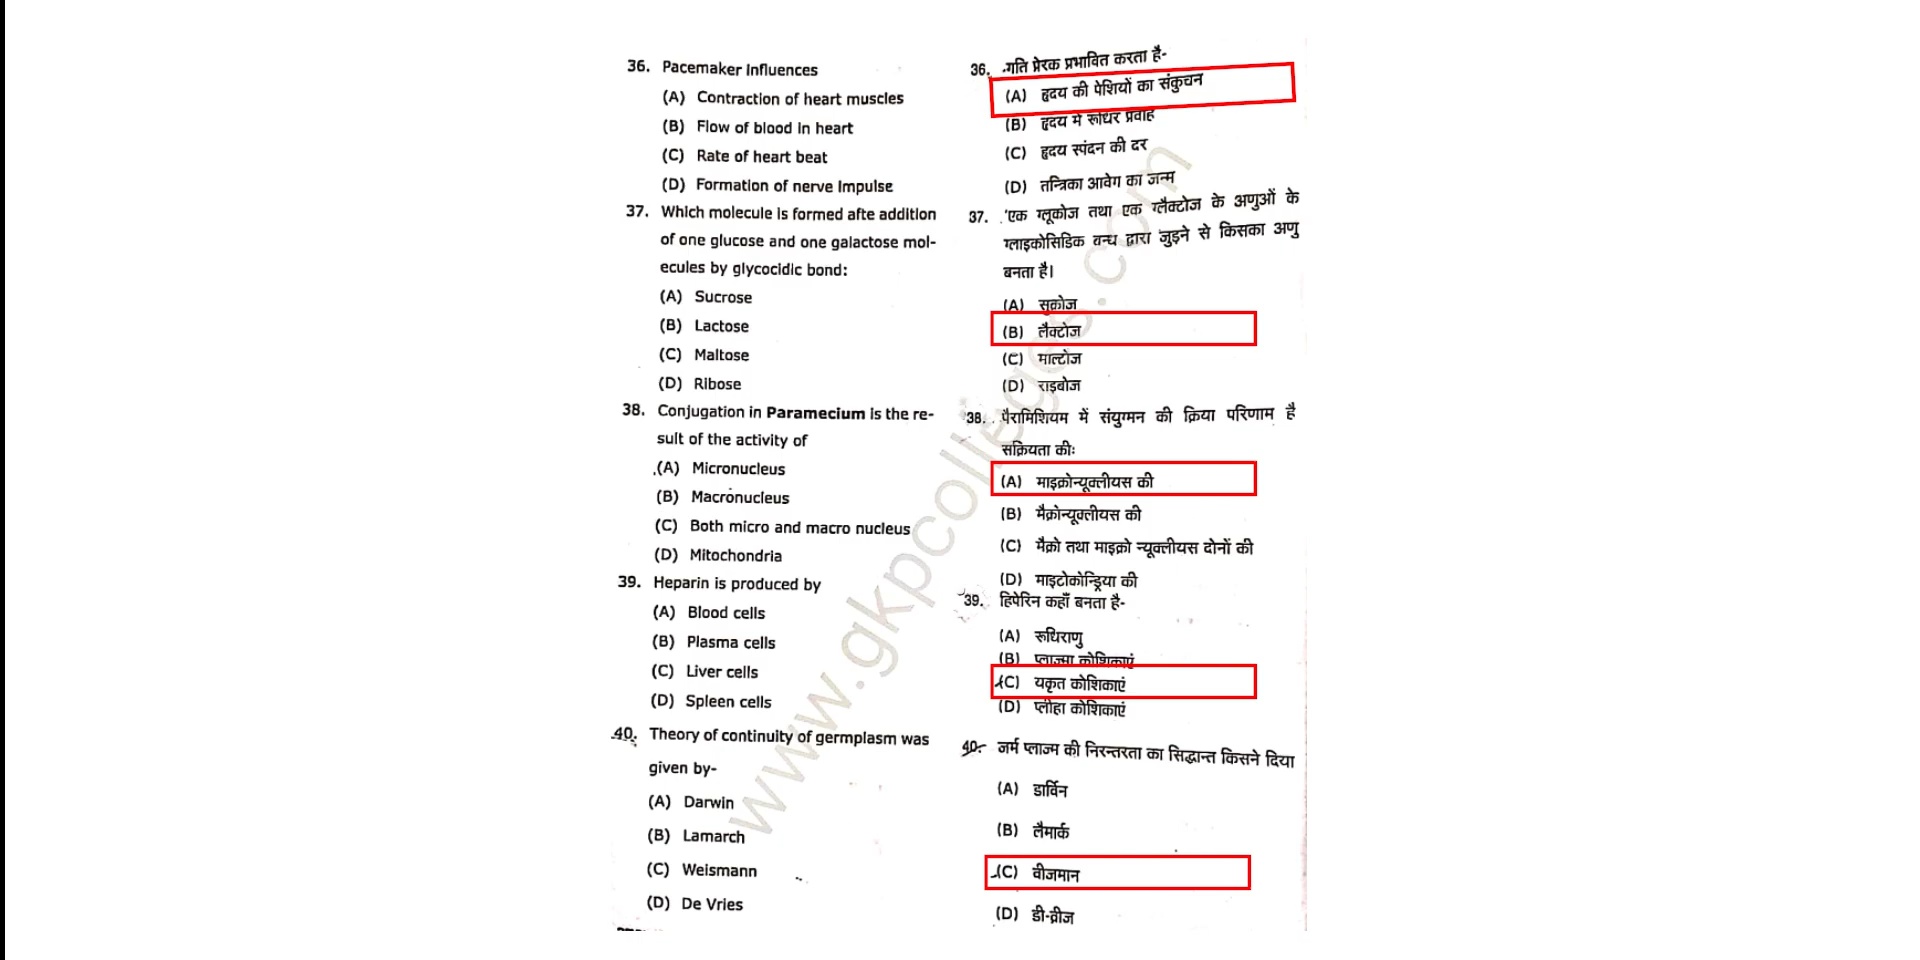 36. Pacemaker Influences
(A) Contraction of heart muscles
(B) Flow of blood in heart
(C) Rate of heart beat
(D) Formation of nerve Impulse
37. Which molecule is formed afte addition
of one glucose and one galactose mol-
ecules by glycocidic bond:
(A) Sucrose
(B) Lactose
(C) Maltose
(D) Ribose
38. Conjugation in Paramecium is the re-
sult of the activity of
(A) Micronucleus
(B) Macronucleus
(C) Both micro and macro nucleus
(D) Mitochondria
39. Heparin is produced by
(A) Blood cells
(B) Plasma cells
(C) Liver cells
(D) Spleen cells
40. Theory of continuity of germplasm was
given by-
(A) Darwin
(B) Lamarch
(C) Weismann
(D) De Vries
36. गति प्रेरक प्रभावित करता है-
(A) हृदय की पेशियों का संकुचन
(B) हृदय में रूधिर प्रवाह
(C) हृदय स्पंदन की दर
(D) तन्त्रिका आवेग का जन्म
37. एक ग्लूकोज तथा एक ग्लैक्टोज के अणुओं के
ग्लाइकोसिडिक वन्ध द्वारा जुड़ने से किसका अणु
बनता है।
(A) सुक्रोज
(B) लैक्टोज
(C) माल्टोज
(D) राइबोज
38. पैरामिशियम में संयुग्मन की क्रिया परिणाम है
सक्रियता कीः
(A) माइक्रोन्यूक्लीयस की
(B) मैक्रोन्यूक्लीयस की
(C) मैक्रो तथा माइक्रो न्यूक्लीयस दोनों की
(D) माइटोकोन्ड्रिया की
39. हिपेरिन कहाँ बनता है-
(A) रूधिराणु
(B) प्लाज्मा कोशिकाएं
(C) यकृत कोशिकाएं
(D) प्लीहा कोशिकाएं
40. जर्म प्लाज्म की निरन्तरता का सिद्धान्त किसने दिया
(A) डार्विन
(B) लैमार्क
(C) वीजमान
(D) डी-व्रीज
www.gkpcolleges.com